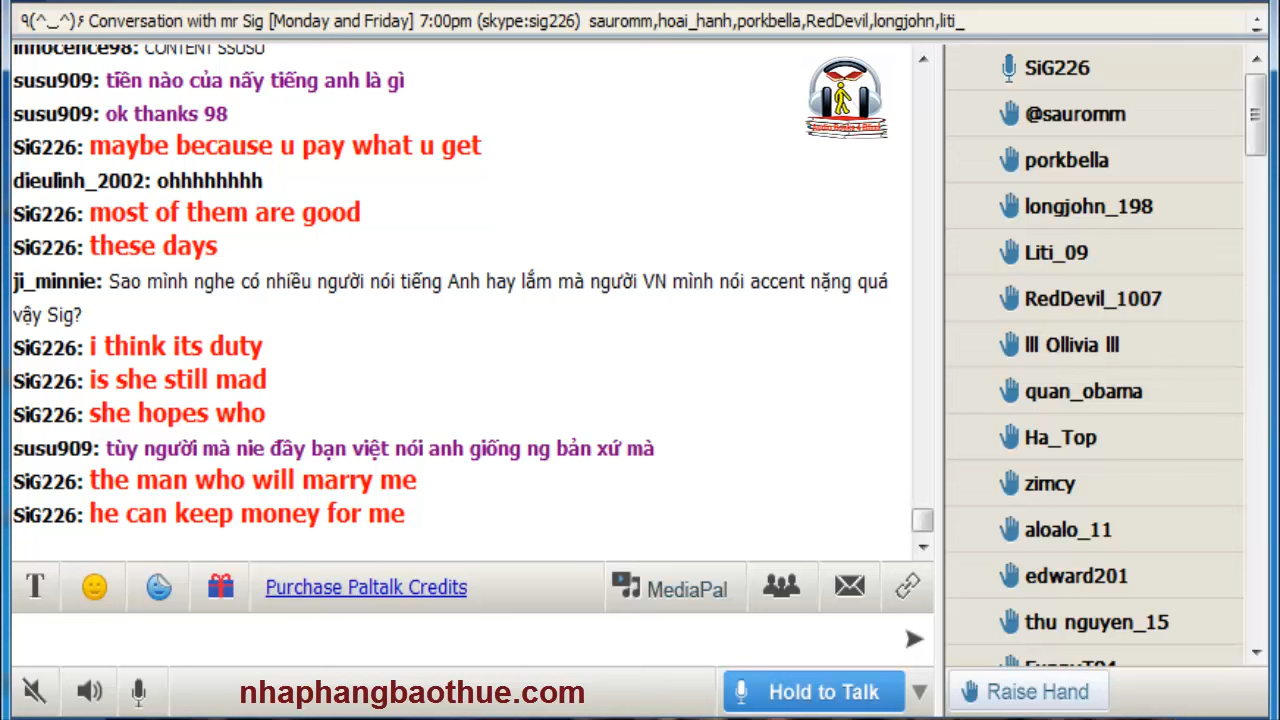 ٩(^_^)۶ Conversation with mr Sig [Monday and Friday] 7:00pm (skype:sig226) sauromm,hoai_hanh,porkbella,RedDevil,longjohn,liti_
innocence98: CONTENT SSUSU
susu909: tiền nào của nấy tiếng anh là gì
susu909: ok thanks 98
SiG226: maybe because u pay what u get
dieulinh_2002: ohhhhhhhh
SiG226: most of them are good
SiG226: these days
ji_minnie: Sao mình nghe có nhiều người nói tiếng Anh hay lắm mà người VN mình nói accent nặng quá
vậy Sig?
SiG226: i think its duty
SiG226: is she still mad
SiG226: she hopes who
susu909: tùy người mà nie đây bạn việt nói anh giống ng bản xứ mà
SiG226: the man who will marry me
SiG226: he can keep money for me
T
Purchase Paltalk Credits
MediaPal
nhaphangbaothue.com
Hold to Talk
SiG226
@sauromm
porkbella
longjohn_198
Liti_09
RedDevil_1007
lll Ollivia lll
quan_obama
Ha_Top
zimcy
aloalo_11
edward201
thu nguyen_15
Raise Hand